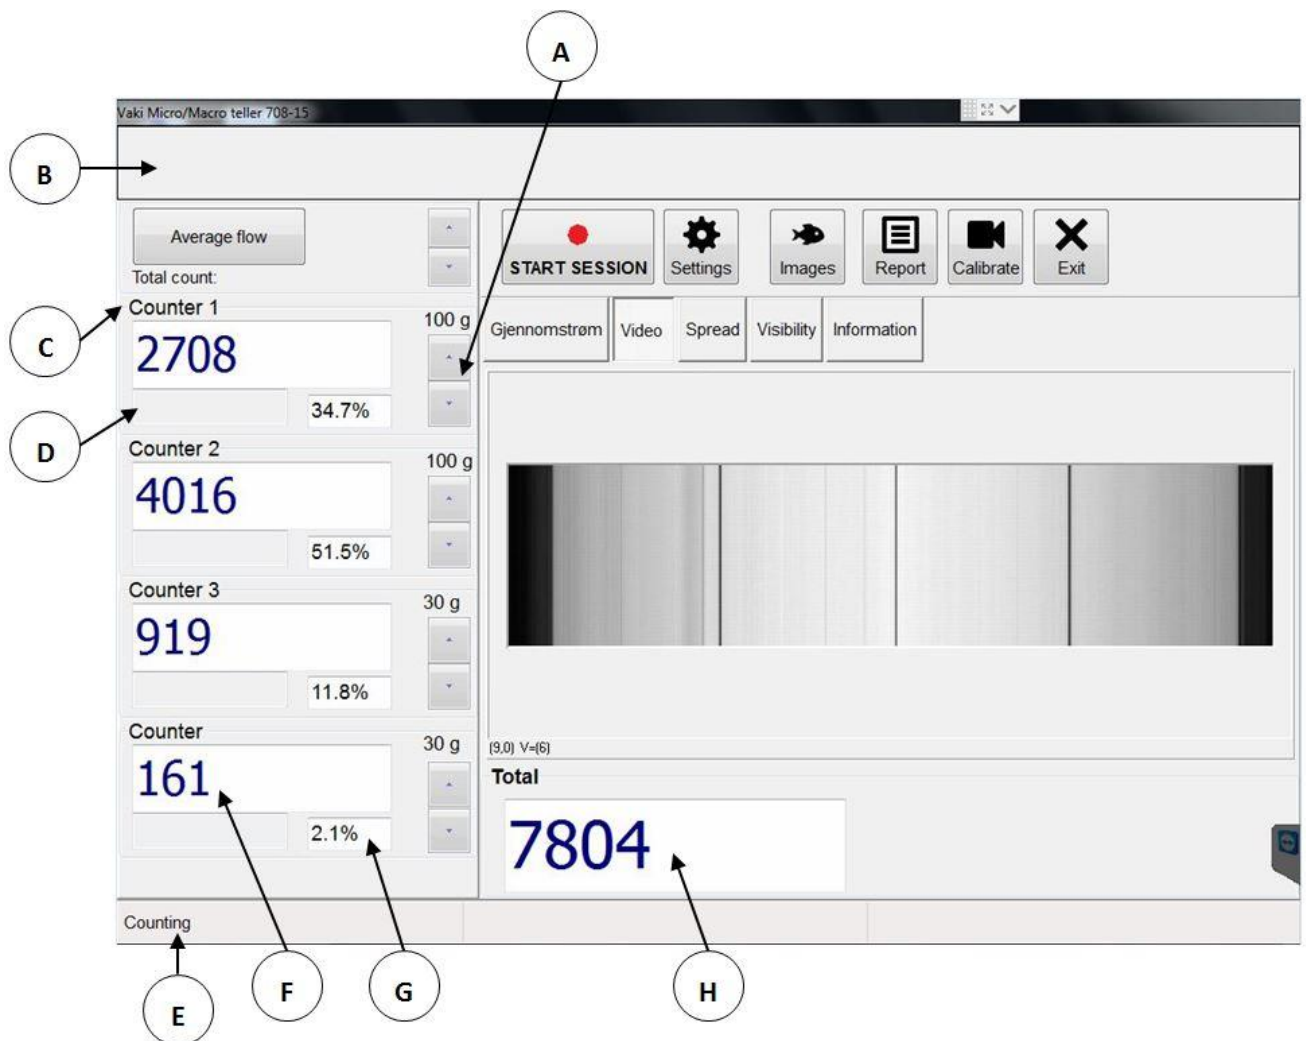 A
Vaki Micro/Macro teller 708-15
B
Average flow
Total count:
START SESSION
Settings
Images
Report
Calibrate
Exit
C
Counter 1
100 g
2708
34.7%
D
Gjennomstrøm
Video
Spread
Visibility
Information
Counter 2
100 g
4016
51.5%
Counter 3
30 g
919
11.8%
Counter
30 g
161
2.1%
(9,0) V=(6)
Total
7804
Counting
E
F
G
H